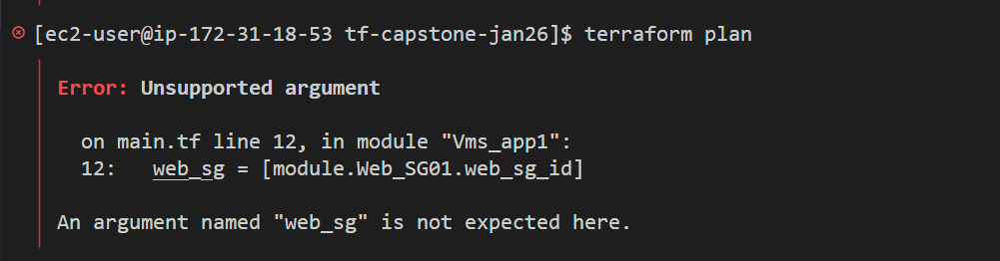 [ec2-user@ip-172-31-18-53 tf-capstone-jan26]$ terraform plan
Error: Unsupported argument
on main.tf line 12, in module "Vms_app1":
12:   web_sg = [module.Web_SG01.web_sg_id]
An argument named "web_sg" is not expected here.